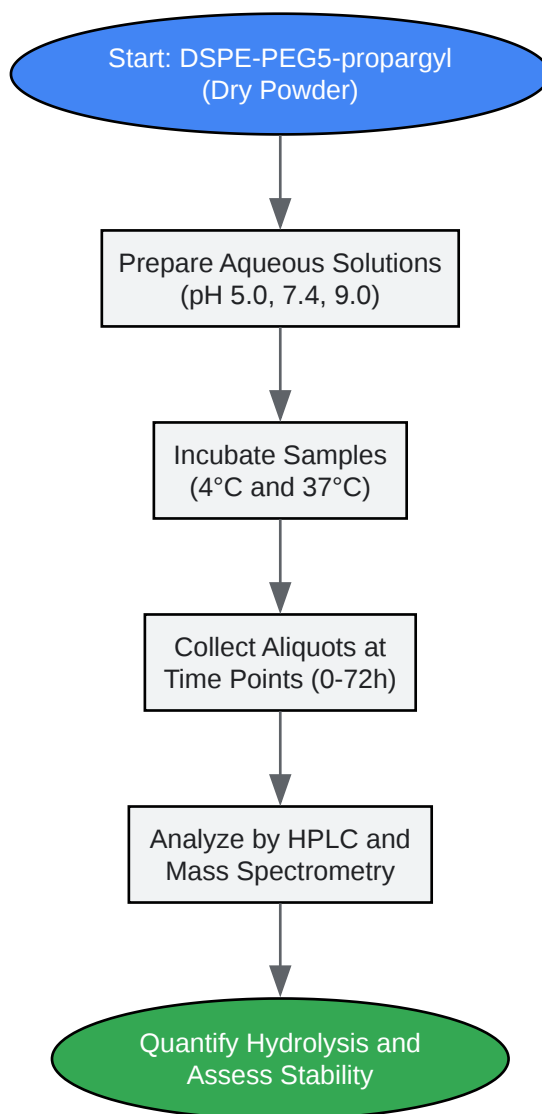 Start: DSPE-PEG5-propargyl
(Dry Powder)
Prepare Aqueous Solutions
(pH 5.0, 7.4, 9.0)
Incubate Samples
(4°C and 37°C)
Collect Aliquots at
Time Points (0-72h)
Analyze by HPLC and
Mass Spectrometry
Quantify Hydrolysis and
Assess Stability